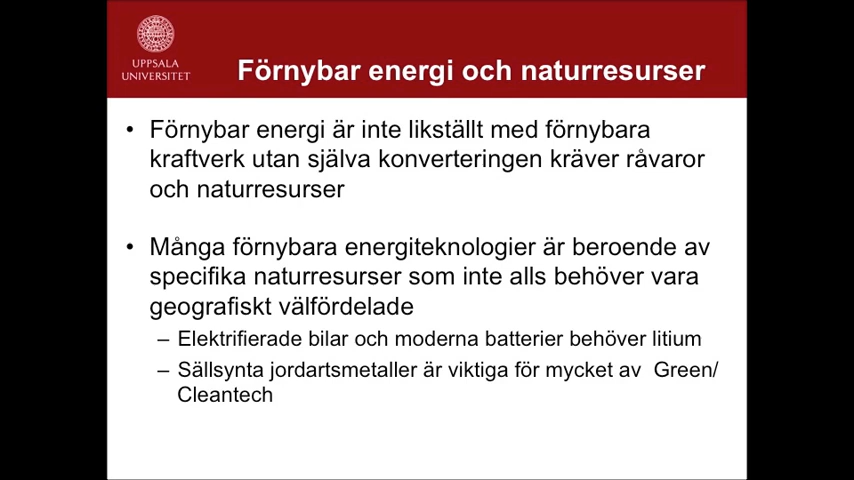 UPPSALA
UNIVERSITET
Förnybar energi och naturresurser
• Förnybar energi är inte likställt med förnybara
kraftverk utan själva konverteringen kräver råvaror
och naturresurser
• Många förnybara energiteknologier är beroende av
specifika naturresurser som inte alls behöver vara
geografiskt välfördelade
– Elektrifierade bilar och moderna batterier behöver litium
– Sällsynta jordartsmetaller är viktiga för mycket av Green/
Cleantech